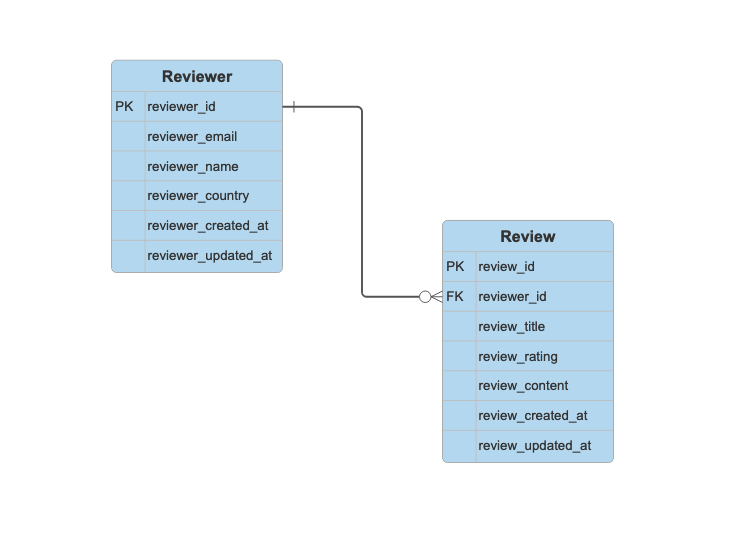 Reviewer
PK reviewer_id
reviewer_email
reviewer_name
reviewer_country
reviewer_created_at
reviewer_updated_at
Review
PK review_id
FK reviewer_id
review_title
review_rating
review_content
review_created_at
review_updated_at